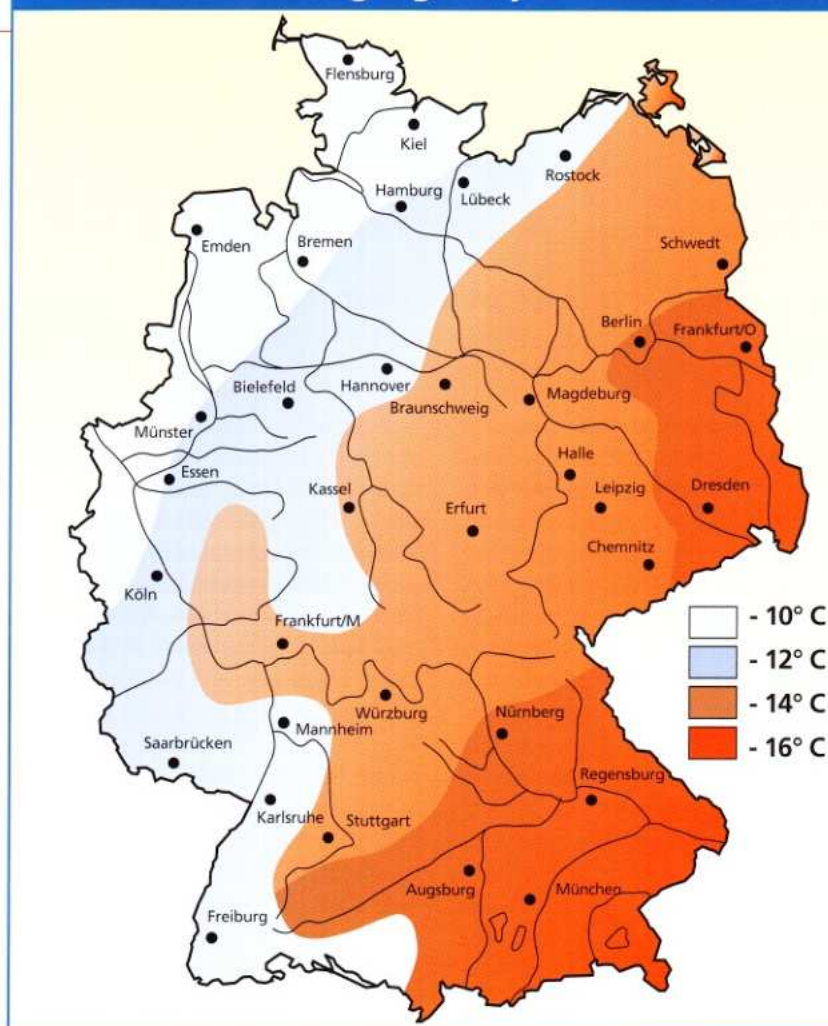 Flensburg
Kiel
Rostock
Hamburg
Lübeck
Emden
Bremen
Schwedt
Berlin
Frankfurt/O
Bielefeld
Hannover
Braunschweig
Magdeburg
Münster
Essen
Halle
Kassel
Leipzig
Dresden
Erfurt
Chemnitz
Köln
Frankfurt/M
- 10° C
- 12° C
- 14° C
- 16° C
Würzburg
Nürnberg
Mannheim
Saarbrücken
Regensburg
Karlsruhe
Stuttgart
Augsburg
München
Freiburg